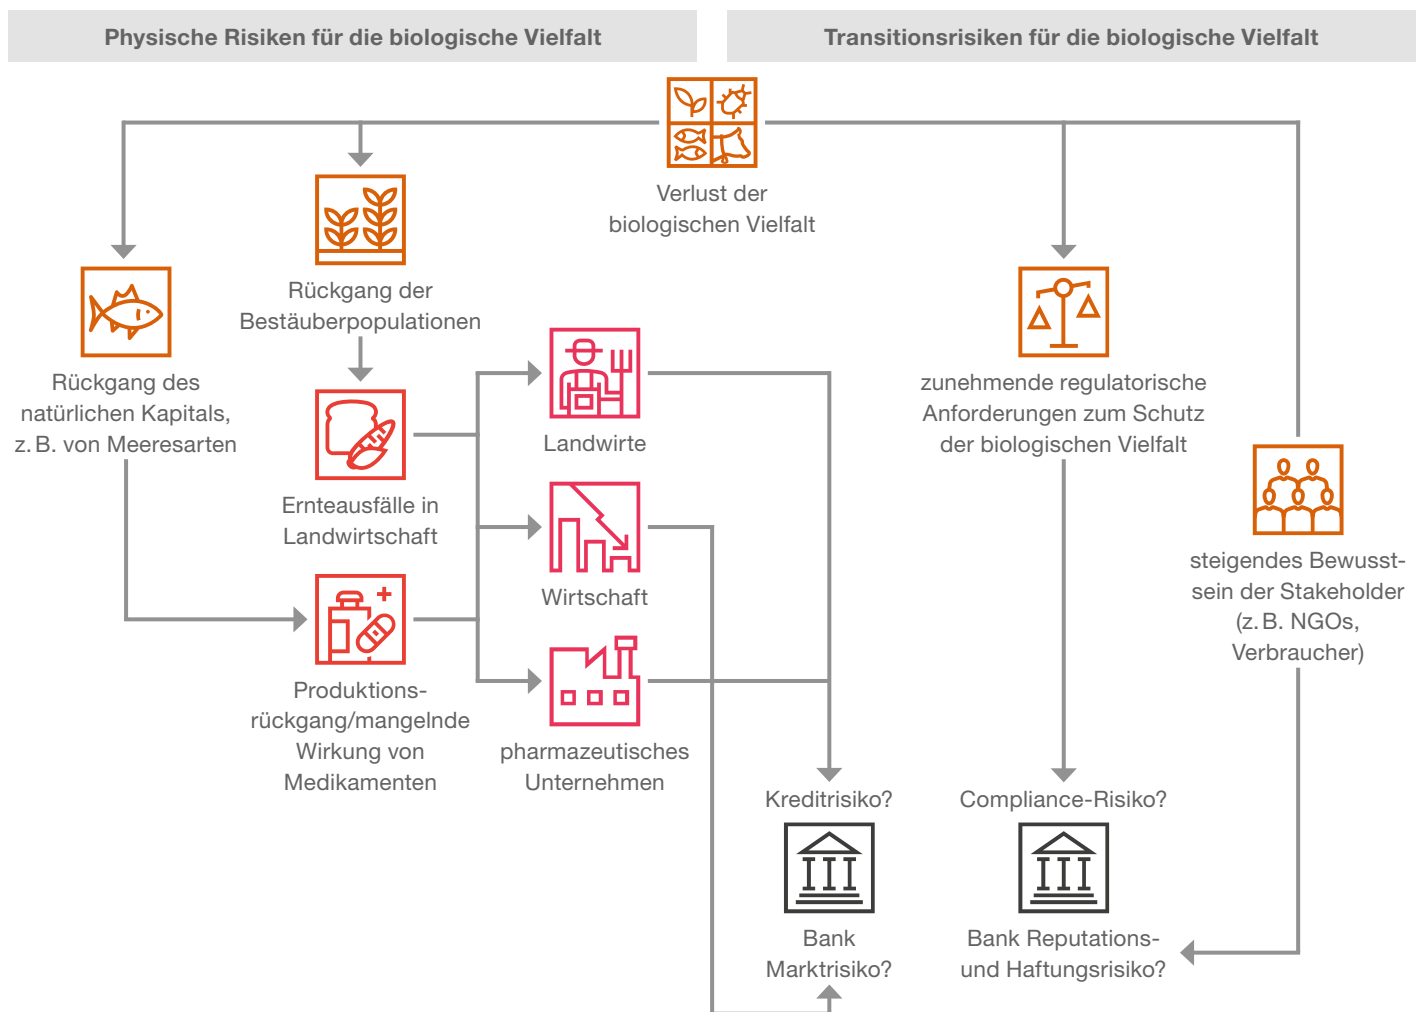 Physische Risiken für die biologische Vielfalt
Transitionsrisiken für die biologische Vielfalt
Verlust der
biologischen Vielfalt
Rückgang der
Bestäuberpopulationen
Rückgang des
natürlichen Kapitals,
z. B. von Meeresarten
Ernteausfälle in
Landwirtschaft
Produktions-
rückgang/mangelnde
Wirkung von
Medikamenten
Landwirte
Wirtschaft
pharmazeutisches
Unternehmen
zunehmende regulatorische
Anforderungen zum Schutz
der biologischen Vielfalt
steigendes Bewusst-
sein der Stakeholder
(z. B. NGOs,
Verbraucher)
Kreditrisiko?
Bank
Marktrisiko?
Compliance-Risiko?
Bank Reputations-
und Haftungsrisiko?